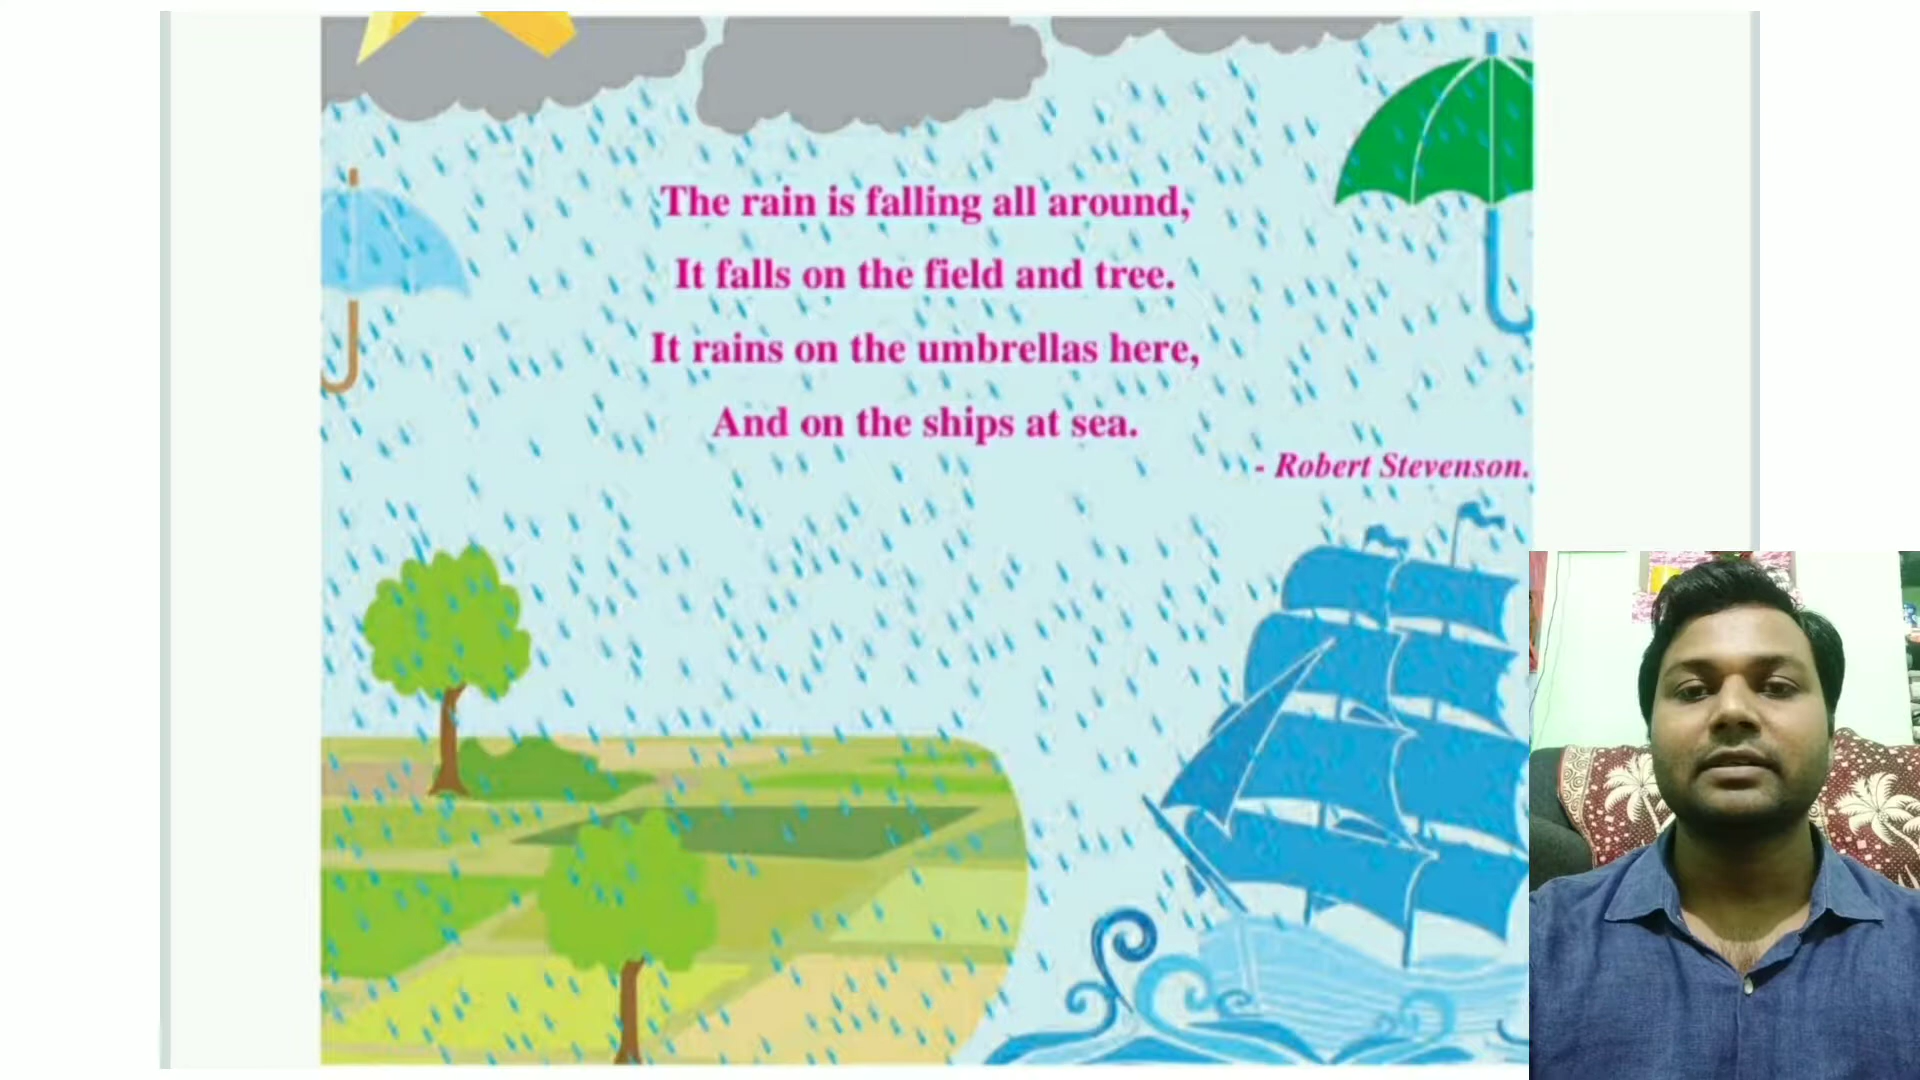 The rain is falling all around,
It falls on the field and tree.
It rains on the umbrellas here,
And on the ships at sea.
- Robert Stevenson.